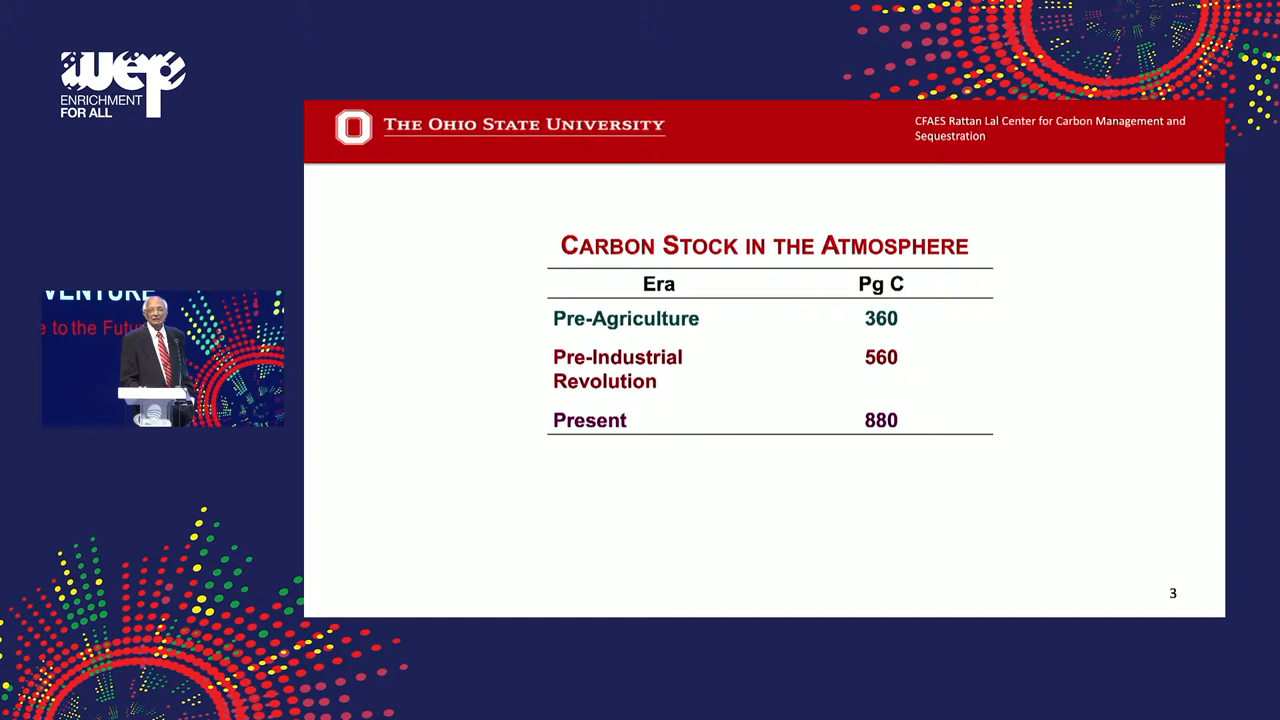 wep
ENRICHMENT
FOR ALL
THE OHIO STATE UNIVERSITY
CFAES Rattan Lal Center for Carbon Management and
Sequestration
VENTURE
e to the Futu
CARBON STOCK IN THE ATMOSPHERE
Era Pg C
Pre-Agriculture 360
Pre-Industrial 560
Revolution
Present 880
3